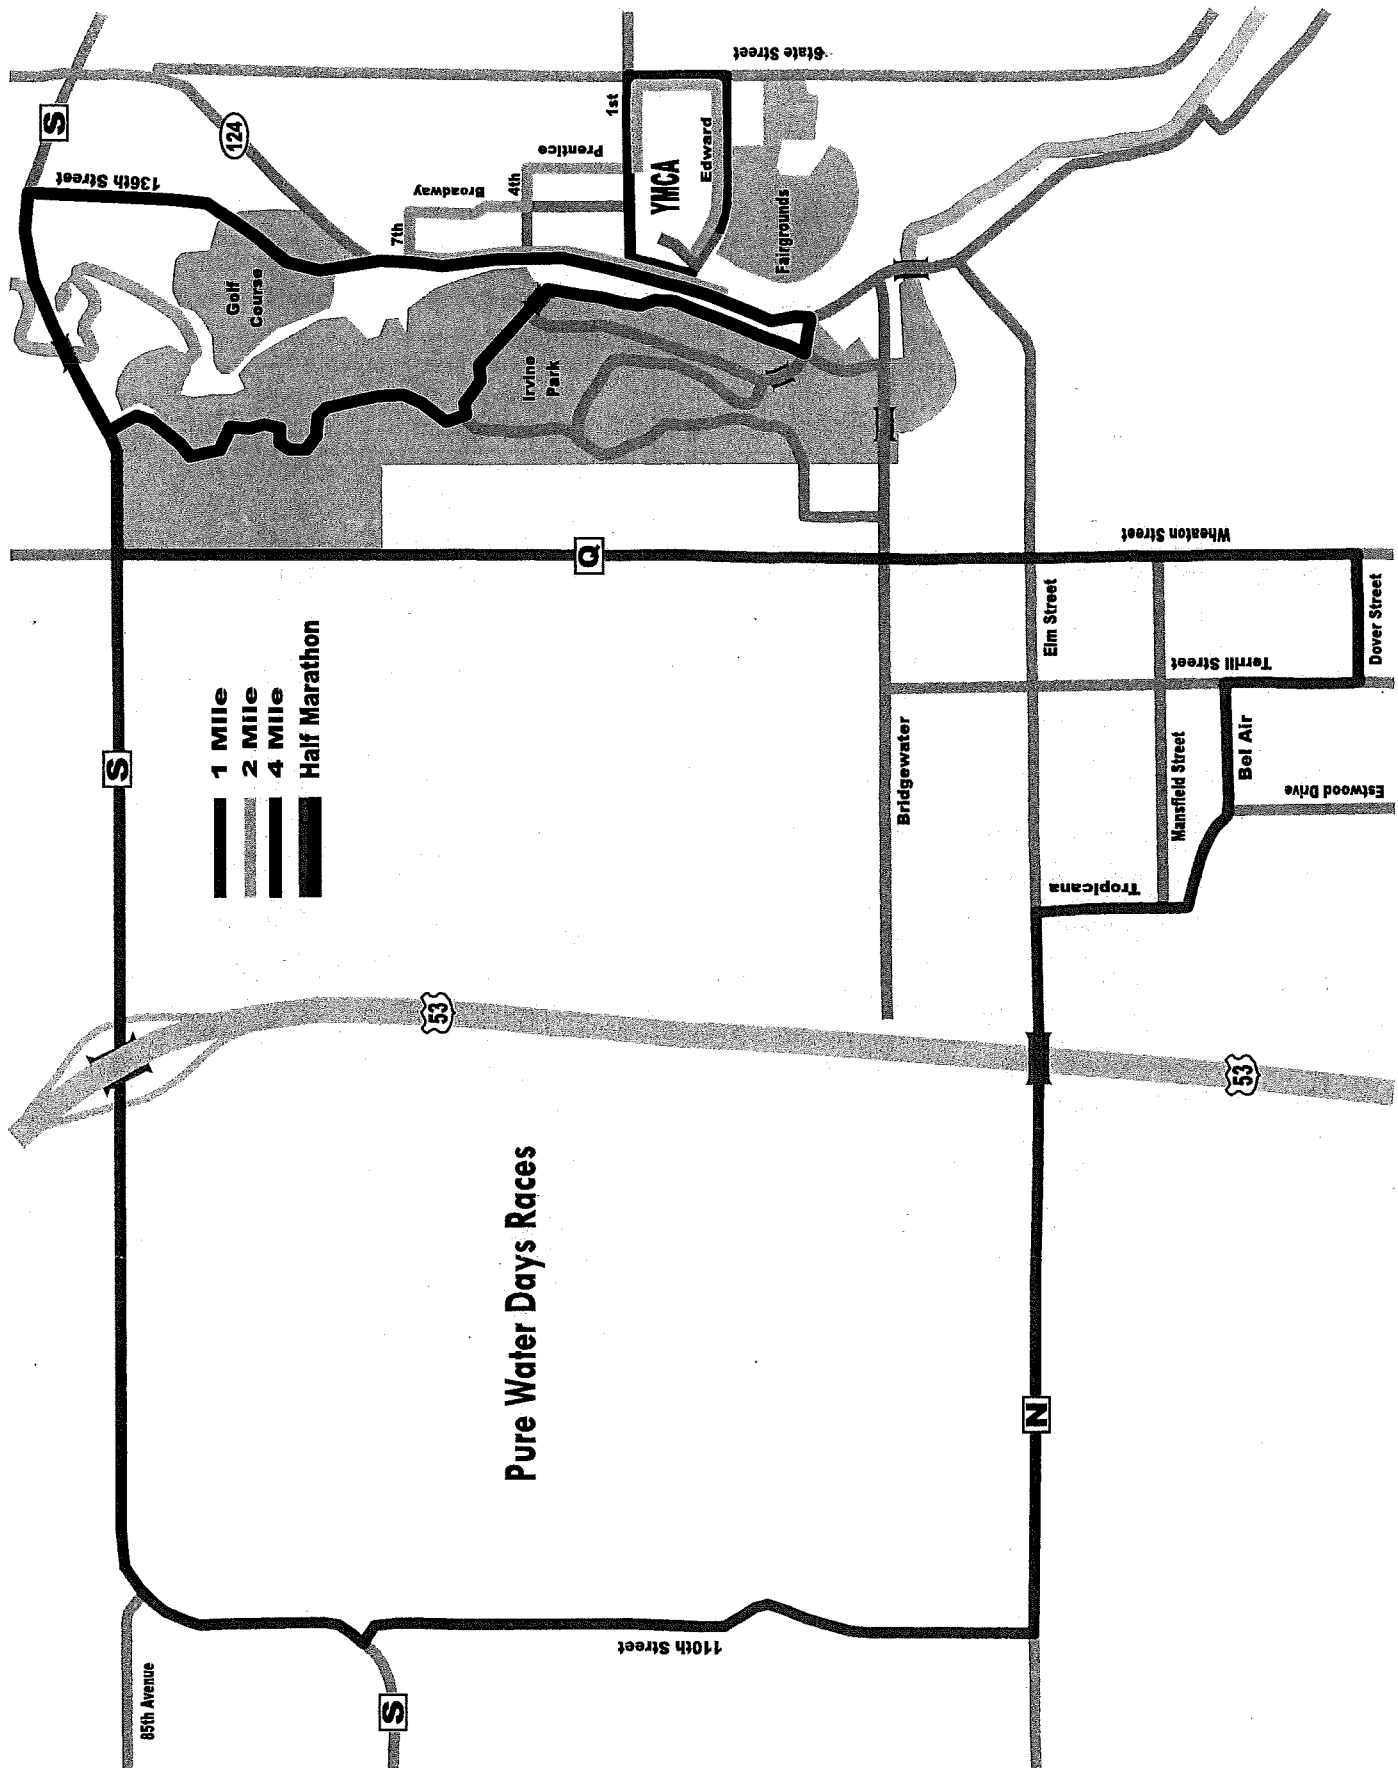 State Street
S
124
136th Street
1st
Prentice
Edward
YMCA
4th
Broadway
7th
Fairgrounds
Golf
Course
Irvine
Park
Q
Wheaton Street
Elm Street
Terrill Street
Dover Street
1 Mile
2 Mile
4 Mile
Half Marathon
S
Bridgewater
Mansfield Street
Bel Air
Estwood Drive
Tropicana
53
53
Pure Water Days Races
N
110th Street
85th Avenue
S